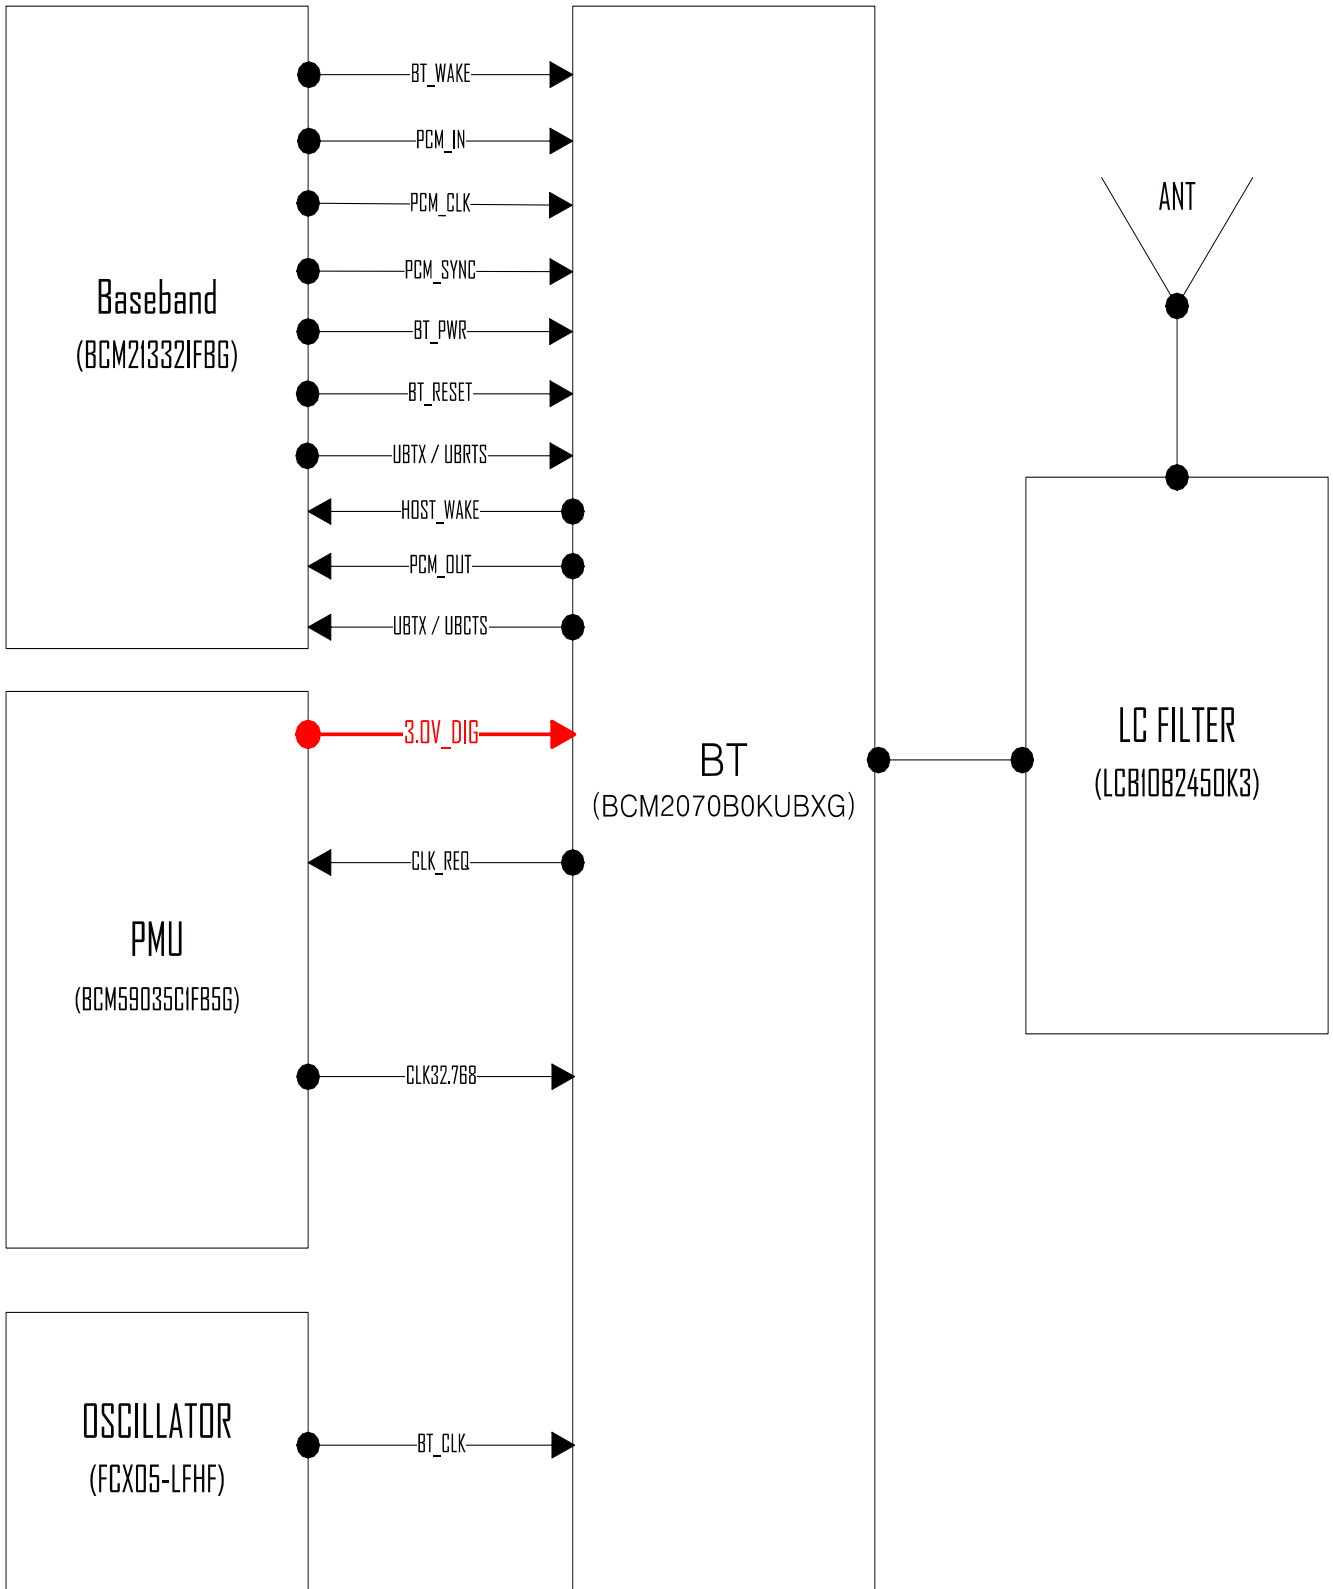 BT_WAKE
PCM_IN
PCM_CLK
PCM_SYNC
BT_PWR
BT_RESET
UBTX / UBRTS
HOST_WAKE
PCM_OUT
UBTX / UBCTS
Baseband
(BCM21332IFBG)
3.0V_DIG
CLK_REQ
CLK32.768
PMU
(BCM59035C1FB5G)
BT_CLK
OSCILLATOR
(FCX05-LFHF)
BT
(BCM2070B0KUBXG)
ANT
LC FILTER
(LCB10B2450K3)